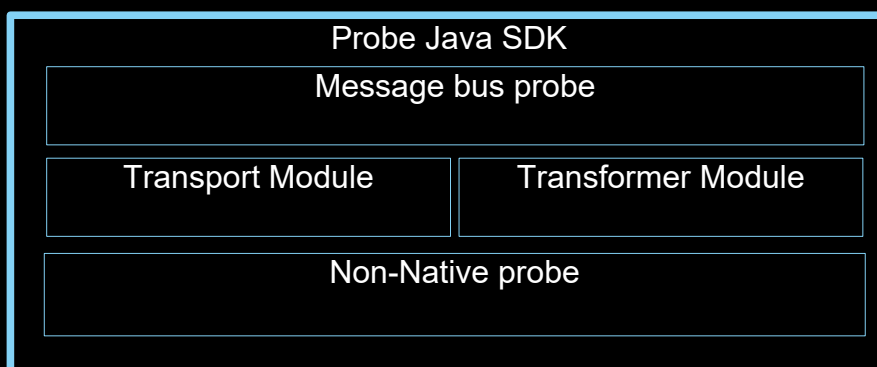 Probe Java SDK
Message bus probe
Transport Module
Transformer Module
Non-Native probe